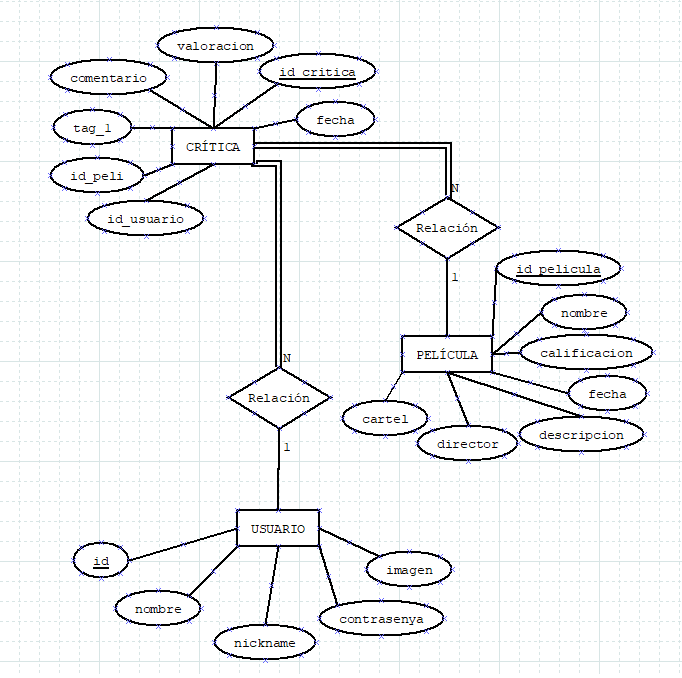 valoracion
comentario
id_critica
tag_1
fecha
CRÍTICA
id_peli
id_usuario
N
Relación
1
id_pelicula
nombre
PELÍCULA
calificacion
fecha
cartel
director
descripcion
N
Relación
1
USUARIO
id
imagen
nombre
contrasenya
nickname